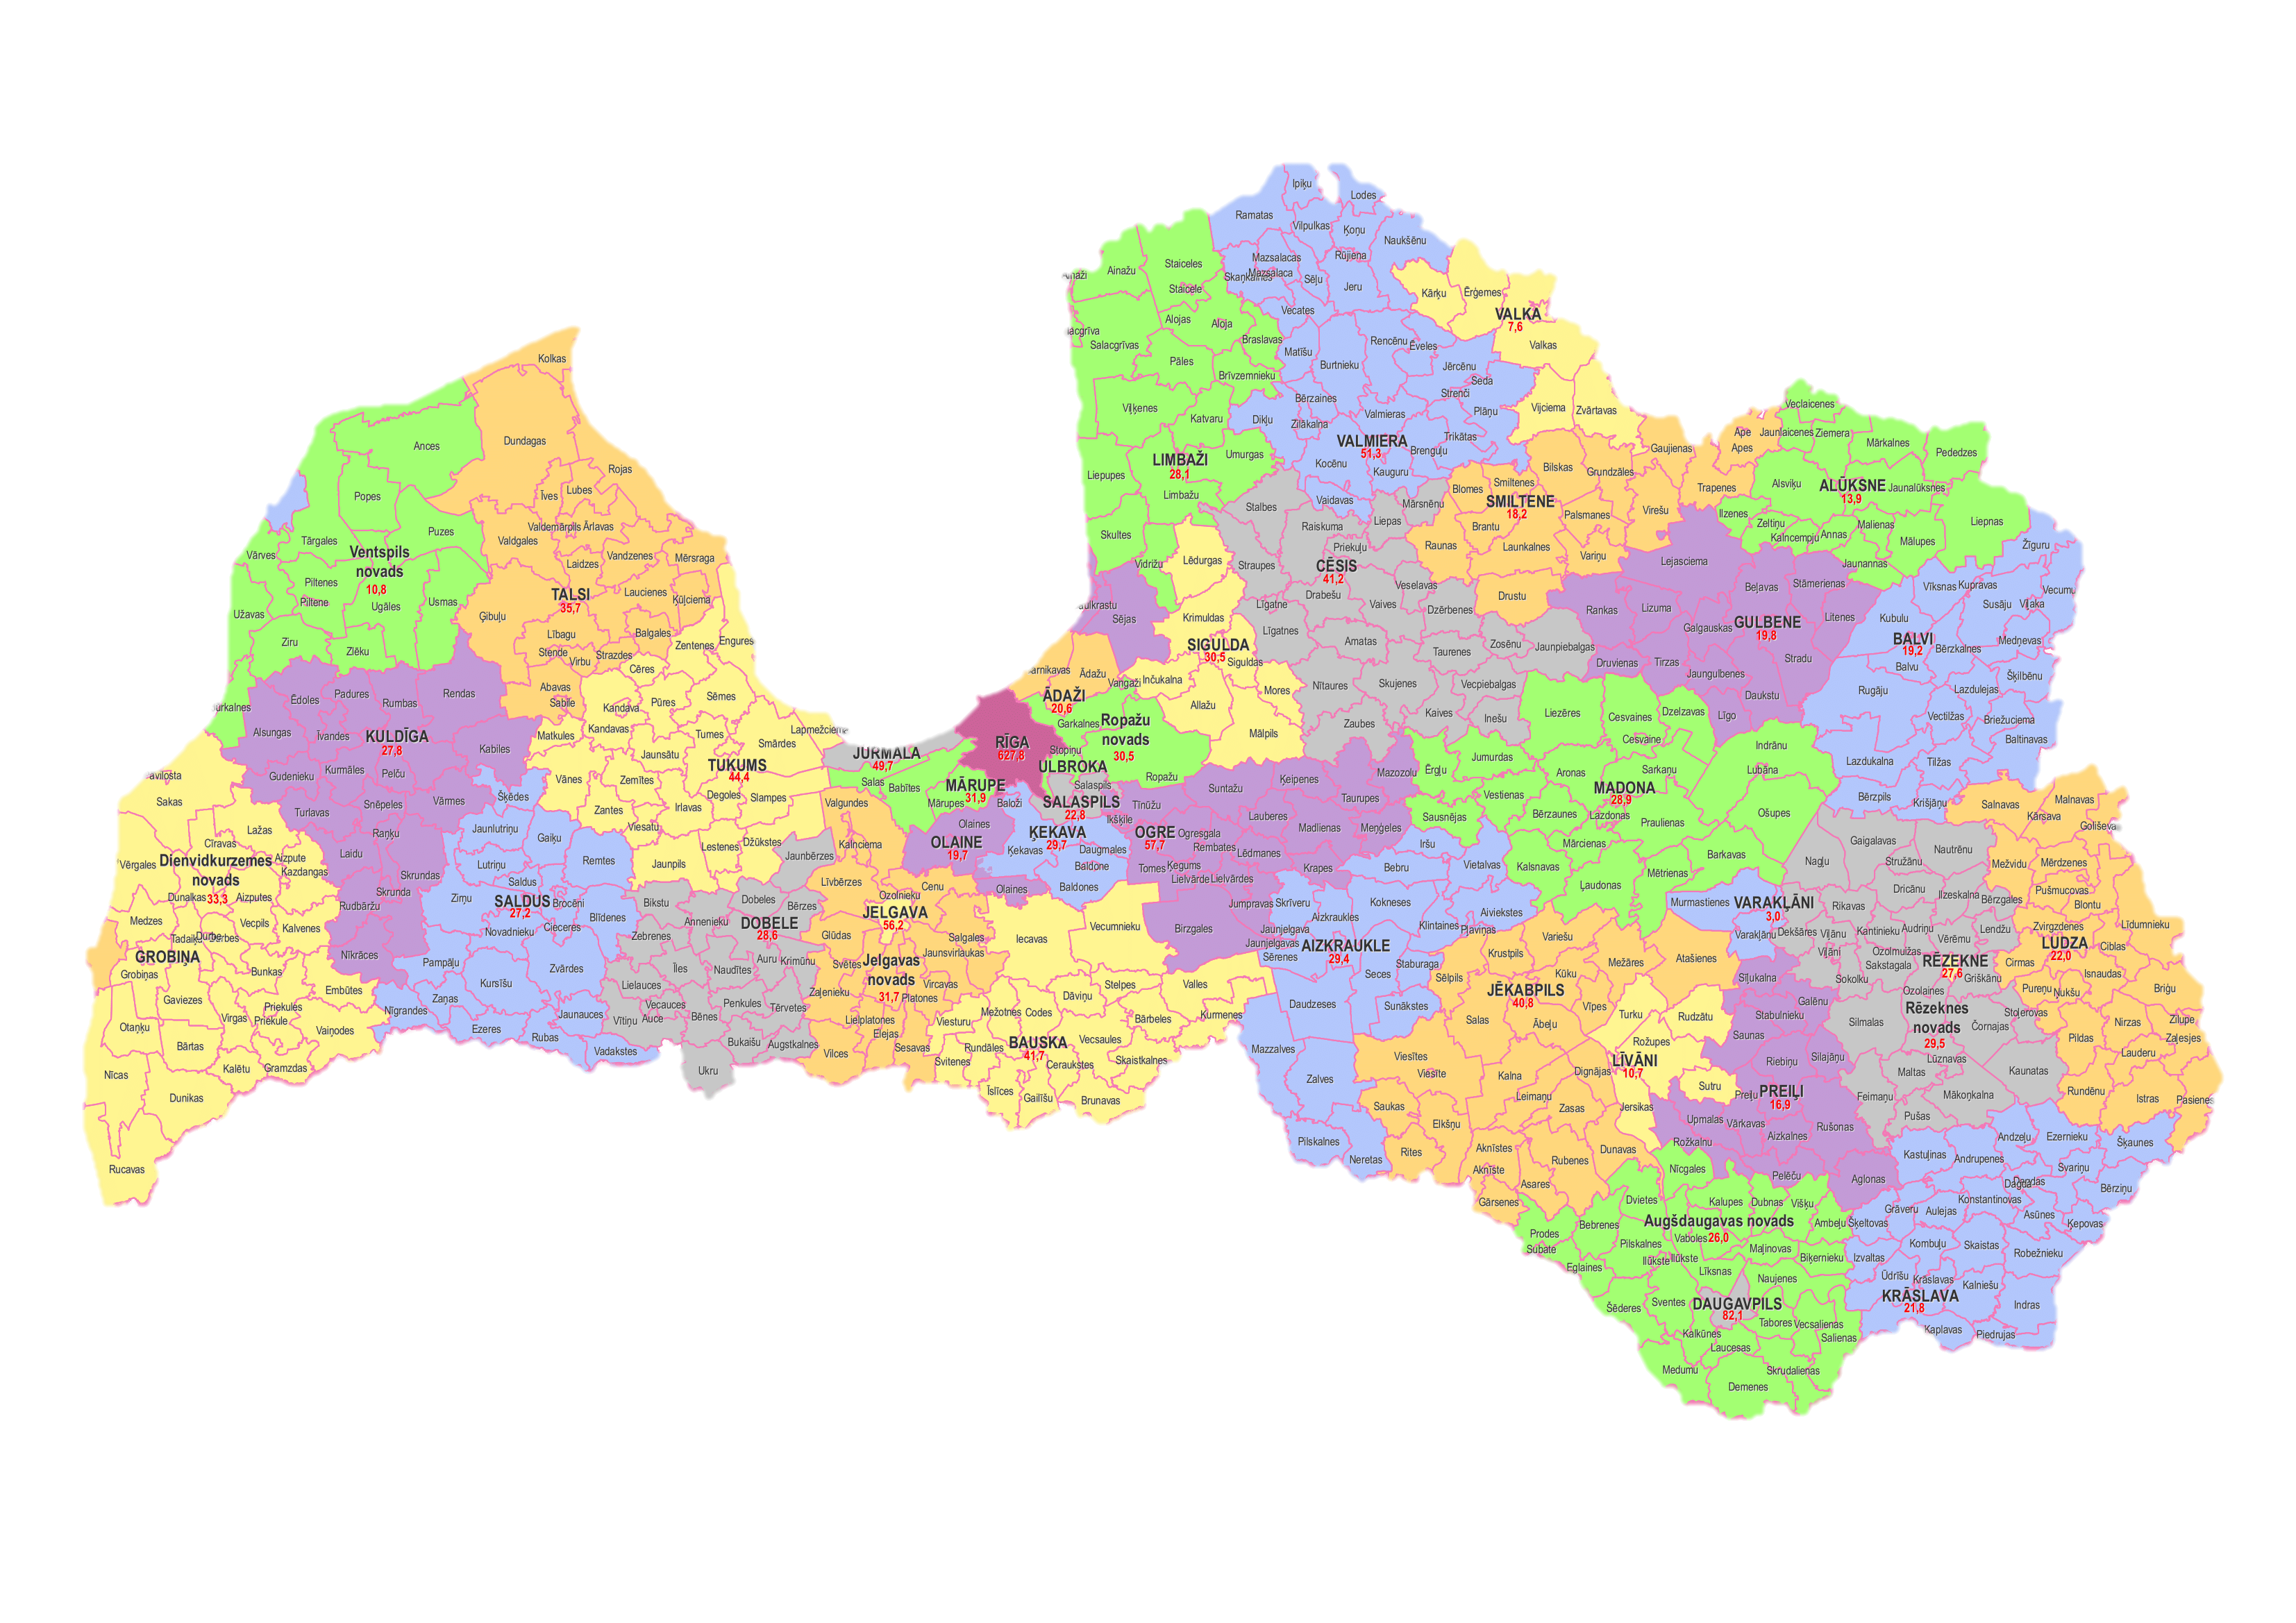 Ventspils
novads
10,8
Ances
Popes
Puzes
Tārgales
Vārves
Piltenes
Piltene
Ugāles
Usmas
Užavas
Ziru
Zlēku
TALSI
35,7
Kolkas
Dundagas
Rojas
Īves
Lubes
Valdemārpils
Ārlavas
Valdgales
Vandzenes
Mērsraga
Laidzes
Laucienes
Ķūļciema
Ģibuļu
Lībagu
Balgales
Stende
Virbu
Strazdes
Abavas
Sabile
KULDĪGA
27,8
Ēdoles
Padures
Rumbas
Rendas
Alsungas
Īvandes
Kabiles
Gudenieku
Kurmāles
Pelču
Snēpeles
Vārmes
Turlavas
Raņķu
Laidu
Skrundas
Skrunda
Rudbāržu
Nīkrāces
TUKUMS
44,4
Engures
Zentenes
Cēres
Sēmes
Pūres
Kandava
Kandavas
Matkules
Tumes
Lapmežciema
Smārdes
Jaunsātu
Vānes
Zemītes
Degoles
Slampes
Zantes
Irlavas
Viesatu
Lestenes
Džūkstes
Jaunpils
Dienvidkurzemes
novads
33,3
Sakas
Lažas
Cīravas
Vērgales
Aizpute
Kazdangas
Dunalkas
Aizputes
Medzes
Vecpils
Kalvenes
Tadaiķu
Durbe
Durbes
GROBIŅA
Grobiņas
Bunkas
Embūtes
Gaviezes
Priekules
Priekule
Virgas
Otaņķu
Vaiņodes
Bārtas
Kalētu
Gramzdas
Nīcas
Dunikas
Rucavas
SALDUS
27,2
Šķēdes
Jaunlutriņu
Gaiķu
Lutriņu
Remtes
Saldus
Ziņu
Brocēni
Blīdenes
Novadnieku
Cieceres
Pampāļu
Zvārdes
Kursīšu
Zaņas
Nīgrandes
Jaunauces
Ezeres
Rubas
Vadakstes
DOBELE
28,6
Jaunbērzes
Bikstu
Dobeles
Bērzes
Annenieku
Zebrenes
Auru
Krimūnu
Īles
Naudītes
Lielauces
Vecauces
Penkules
Tērvetes
Vītiņu
Auce
Bēnes
Bukaišu
Augstkalnes
Ukru
JELGAVA
56,2
Jelgavas
novads
31,7
Valgundes
Kalnciema
Līvbērzes
Cenu
Ozolnieku
Glūdas
Salgales
Jaunsvirlaukas
Svētes
Vircavas
Zaļenieku
Platones
Lielplatones
Elejas
Vilces
Sesavas
JŪRMALA
49,7
Salas
Babītes
MĀRUPE
31,9
Mārupes
RĪGA
627,8
OLAINE
19,7
Olaines
Olaines
ĶEKAVA
29,7
Baloži
Ķekavas
Daugmales
Baldone
Baldones
SALASPILS
22,8
Salaspils
ULBROKA
Stopiņu
Ropažu
novads
30,5
Vangaži
Garkalnes
Ropažu
ĀDAŽI
20,6
Ādažu
Sējas
SIGULDA
30,5
Lēdurgas
Krimuldas
Siguldas
Inčukalna
Mores
Allažu
Mālpils
LIMBAŽI
28,1
Ainažu
Staiceles
Staicele
Alojas
Aloja
Salacgrīvas
Braslavas
Pāles
Brīvzemnieku
Viļķenes
Katvaru
Umurgas
Liepupes
Limbažu
Skultes
Vidrižu
VALMIERA
51,3
Ipiķu
Lodes
Ramatas
Vilpulkas
Ķoņu
Naukšēnu
Mazsalacas
Mazsalaca
Rūjiena
Skaņkalnes
Sēļu
Jeru
Vecates
Rencēnu
Ēveles
Matīšu
Burtnieku
Jērcēnu
Seda
Strenči
Bērzaines
Plāņu
Dikļu
Zilākalna
Valmieras
Trikātas
Brenguļu
Kocēnu
Kauguru
Vaidavas
VALKA
7,6
Kārķu
Ērģemes
Valkas
Vijciema
Zvārtavas
SMILTENE
18,2
Gaujienas
Ape
Apes
Bilskas
Grundzāles
Blomes
Smiltenes
Trapenes
Virešu
Palsmanes
Brantu
Raunas
Launkalnes
Variņu
Drustu
CĒSIS
41,2
Stalbes
Mārsnēnu
Raiskuma
Liepas
Priekuļu
Straupes
Veselavas
Drabešu
Līgatne
Vaives
Dzērbenes
Līgatnes
Amatas
Zosēnu
Taurenes
Jaunpiebalgas
Nītaures
Skujenes
Vecpiebalgas
Zaubes
Kaives
Inešu
ALŪKSNE
13,9
Veclaicenes
Jaunlaicenes
Ziemera
Mārkalnes
Pededzes
Alsviķu
Jaunalūksnes
Ilzenes
Zeltiņu
Malienas
Liepnas
Kalncempju
Annas
Mālupes
Jaunannas
GULBENE
19,8
Lejasciema
Beļavas
Stāmerienas
Rankas
Lizuma
Litenes
Galgauskas
Stradu
Druvienas
Tirzas
Jaungulbenes
Daukstu
Līgo
BALVI
19,2
Žīguru
Vīksnas
Kupravas
Vecumu
Susāju
Viļaka
Kubulu
Medņevas
Bērzkalnes
Balvu
Šķilbēnu
Rugāju
Lazdulejas
Vectilžas
Briežuciema
Baltinavas
Lazdukalna
Tilžas
Bērzpils
Krišjāņu
MADONA
28,9
Liezēres
Cesvaines
Dzelzavas
Cesvaine
Indrānu
Jumurdas
Sarkaņu
Ērgļu
Aronas
Lubāna
Vestienas
Ošupes
Sausnējas
Bērzaunes
Lazdonas
Praulienas
Mārcienas
Barkavas
Kalsnavas
Mētrienas
Ļaudonas
OGRE
57,7
Mazozolu
Ķeipenes
Suntažu
Taurupes
Tīnūžu
Ikšķile
Lauberes
Madlienas
Meņģeles
Ogresgala
Rembates
Lēdmanes
Tomes
Ķegums
Krapes
Lielvārde
Lielvārdes
Jumpravas
Birzgales
AIZKRAUKLE
29,4
Iršu
Bebru
Vietalvas
Skrīveru
Kokneses
Aizkraukles
Aiviekstes
Klintaines
Pļaviņas
Jaunjelgava
Jaunjelgavas
Sērenes
Staburaga
Seces
Daudzeses
Sunākstes
Mazzalves
Zalves
Pilskalnes
Neretas
BAUSKA
41,7
Iecavas
Vecumnieku
Stelpes
Valles
Dāviņu
Kurmenes
Mežotnes
Codes
Bārbeles
Viesturu
Vecsaules
Rundāles
Skaistkalnes
Svitenes
Ceraukstes
Īslīces
Gailīšu
Brunavas
JĒKABPILS
40,8
Variešu
Krustpils
Mežāres
Atašienes
Kūku
Sēlpils
Vīpes
Salas
Ābeļu
Viesītes
Viesīte
Kalna
Dignājas
Leimaņu
Zasas
Saukas
Elkšņu
Rites
Aknīstes
Aknīste
Rubenes
Dunavas
Asares
Gārsenes
VARAKĻĀNI
3,0
Murmastienes
Varakļānu
LĪVĀNI
10,7
Turku
Rudzātu
Rožupes
Sutru
Jersikas
PREIĻI
16,9
Sīļukalna
Galēnu
Stabulnieku
Saunas
Riebiņu
Silajāņu
Preiļu
Upmalas
Vārkavas
Rušonas
Aizkalnes
Rožkalnu
Pelēču
Aglonas
RĒZEKNE
27,6
Rēzeknes
novads
29,5
Gaigalavas
Nautrēnu
Nagļu
Stružānu
Dricānu
Ilzeskalna
Bērzgales
Rikavas
Dekšāres
Viļānu
Kantinieku
Audriņu
Lendžu
Viļāni
Ozolmuižas
Vērēmu
Sakstagala
Griškānu
Sokolku
Ozolaines
Stoļerovas
Silmalas
Čornajas
Lūznavas
Maltas
Kaunatas
Feimaņu
Mākoņkalna
Pušas
LUDZA
22,0
Salnavas
Malnavas
Kārsava
Goliševa
Mežvidu
Mērdzenes
Pušmucovas
Blontu
Zvirgzdenes
Līdumnieku
Ciblas
Cirmas
Isnaudas
Pureņu
Ņukšu
Briģu
Nirzas
Zilupe
Pildas
Zaļesjes
Lauderu
Rundēnu
Istras
Pasienes
KRĀSLAVA
21,8
Andzeļu
Ezernieku
Šķaunes
Kastuļinas
Andrupenes
Svariņu
Dagda
Bērziņu
Konstantinovas
Grāveru
Aulejas
Asūnes
Šķeltovas
Ķepovas
Kombuļu
Skaistas
Izvaltas
Robežnieku
Ūdrīšu
Krāslavas
Kalniešu
Indras
Kaplavas
Piedrujas
Augšdaugavas novads
26,0
Nīcgales
Dvietes
Kalupes
Dubnas
Višķu
Bebrenes
Ambeļu
Prodes
Subate
Pilskalnes
Vaboles
Maļinovas
Biķernieku
Ilūkste
Ilūkstes
Eglaines
Līksnas
Naujenes
Šēderes
Sventes
DAUGAVPILS
82,1
Tabores
Vecsalienas
Salienas
Kalkūnes
Laucesas
Medumu
Skrudalienas
Demenes